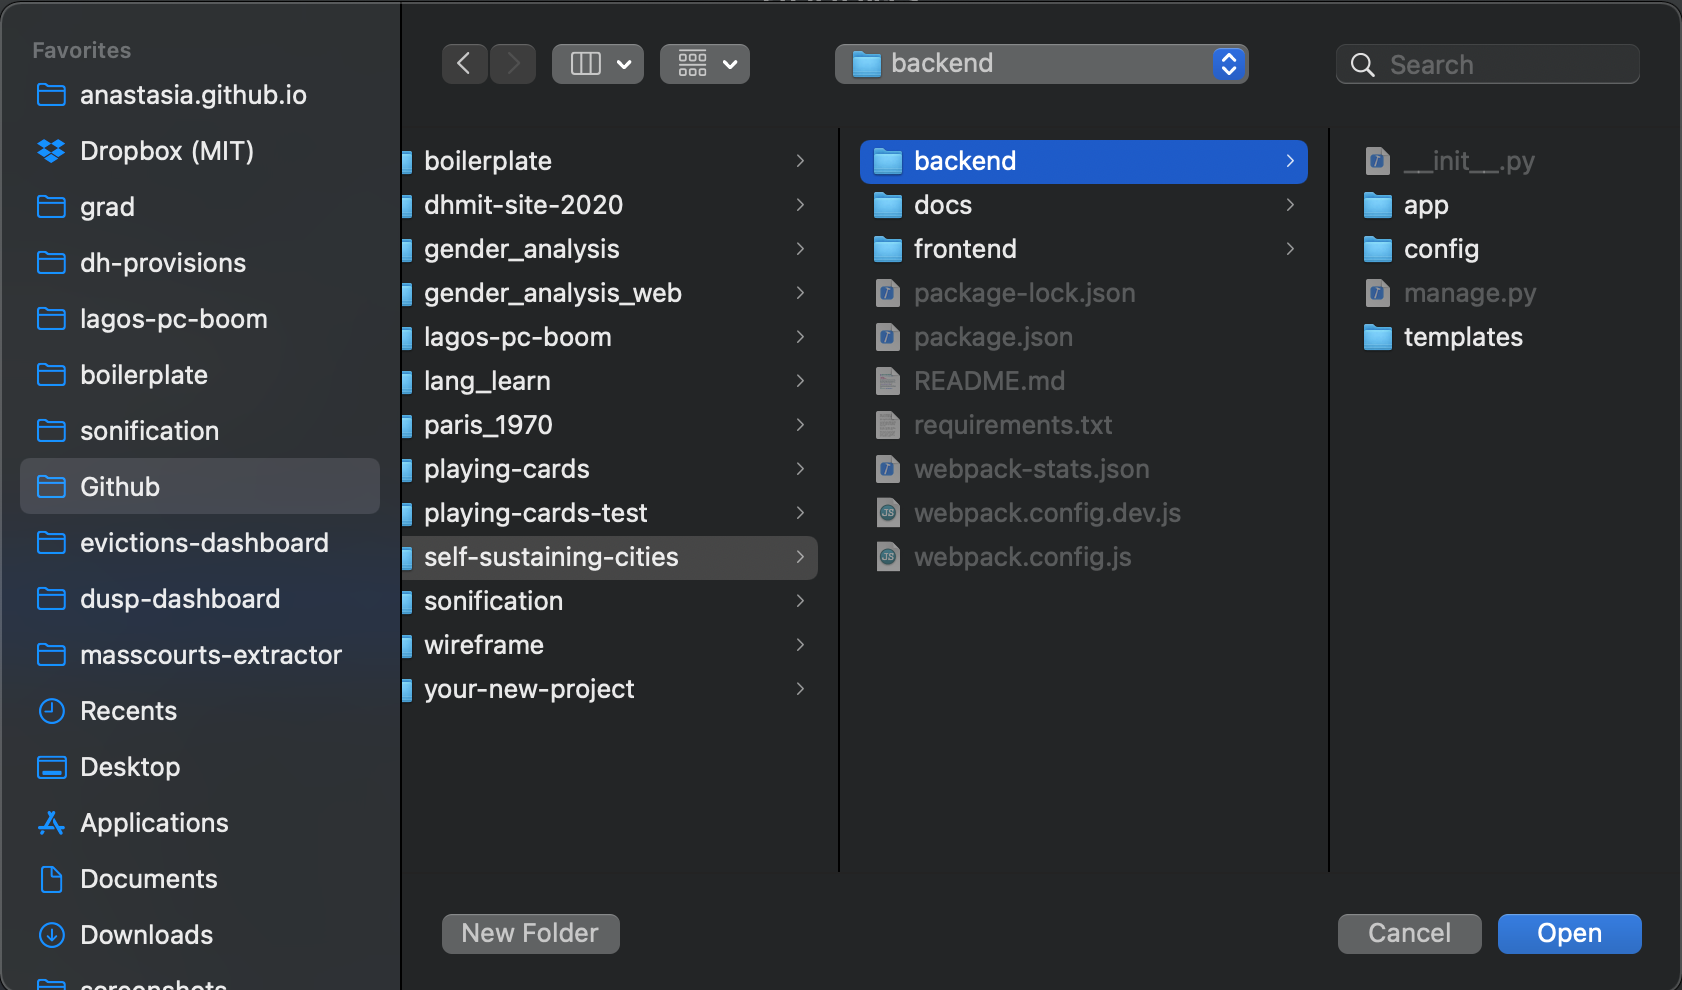 Favorites
anastasia.github.io
Dropbox (MIT)
grad
dh-provisions
lagos-pc-boom
boilerplate
sonification
Github
evictions-dashboard
dusp-dashboard
masscourts-extractor
Recents
Desktop
Applications
Documents
Downloads
screenshots
backend
Search
boilerplate
dhmit-site-2020
gender_analysis
gender_analysis_web
lagos-pc-boom
lang_learn
paris_1970
playing-cards
playing-cards-test
self-sustaining-cities
sonification
wireframe
your-new-project
backend
docs
frontend
package-lock.json
package.json
README.md
requirements.txt
webpack-stats.json
webpack.config.dev.js
webpack.config.js
__init__.py
app
config
manage.py
templates
New Folder
Cancel
Open